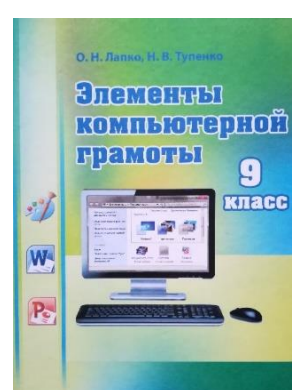 О. Н. Лапко, Н. В. Тупенко
Элементы
компьютерной
грамоты
9
класс
W
P